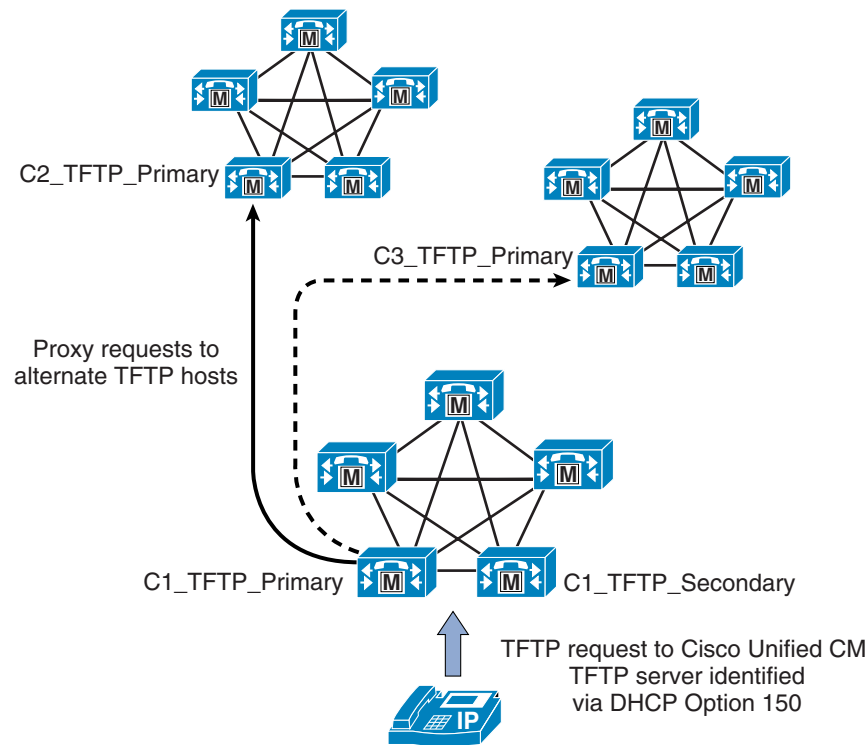 M
M
M
M
M
C2_TFTP_Primary
M
M
M
C3_TFTP_Primary
M
M
Proxy requests to
alternate TFTP hosts
M
M
M
C1_TFTP_Primary
M
M
C1_TFTP_Secondary
TFTP request to Cisco Unified CM
TFTP server identified
via DHCP Option 150
IP